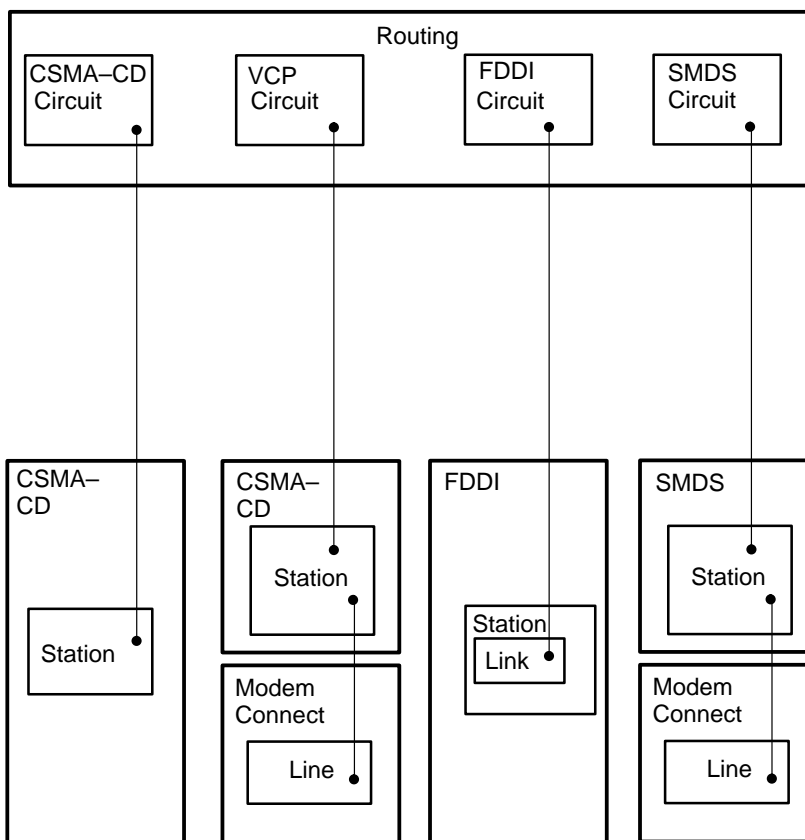 Routing
CSMA–CD
Circuit
VCP
Circuit
FDDI
Circuit
SMDS
Circuit
CSMA–
CD
Station
CSMA–
CD
Station
Modem
Connect
Line
FDDI
Station
Link
SMDS
Station
Modem
Connect
Line